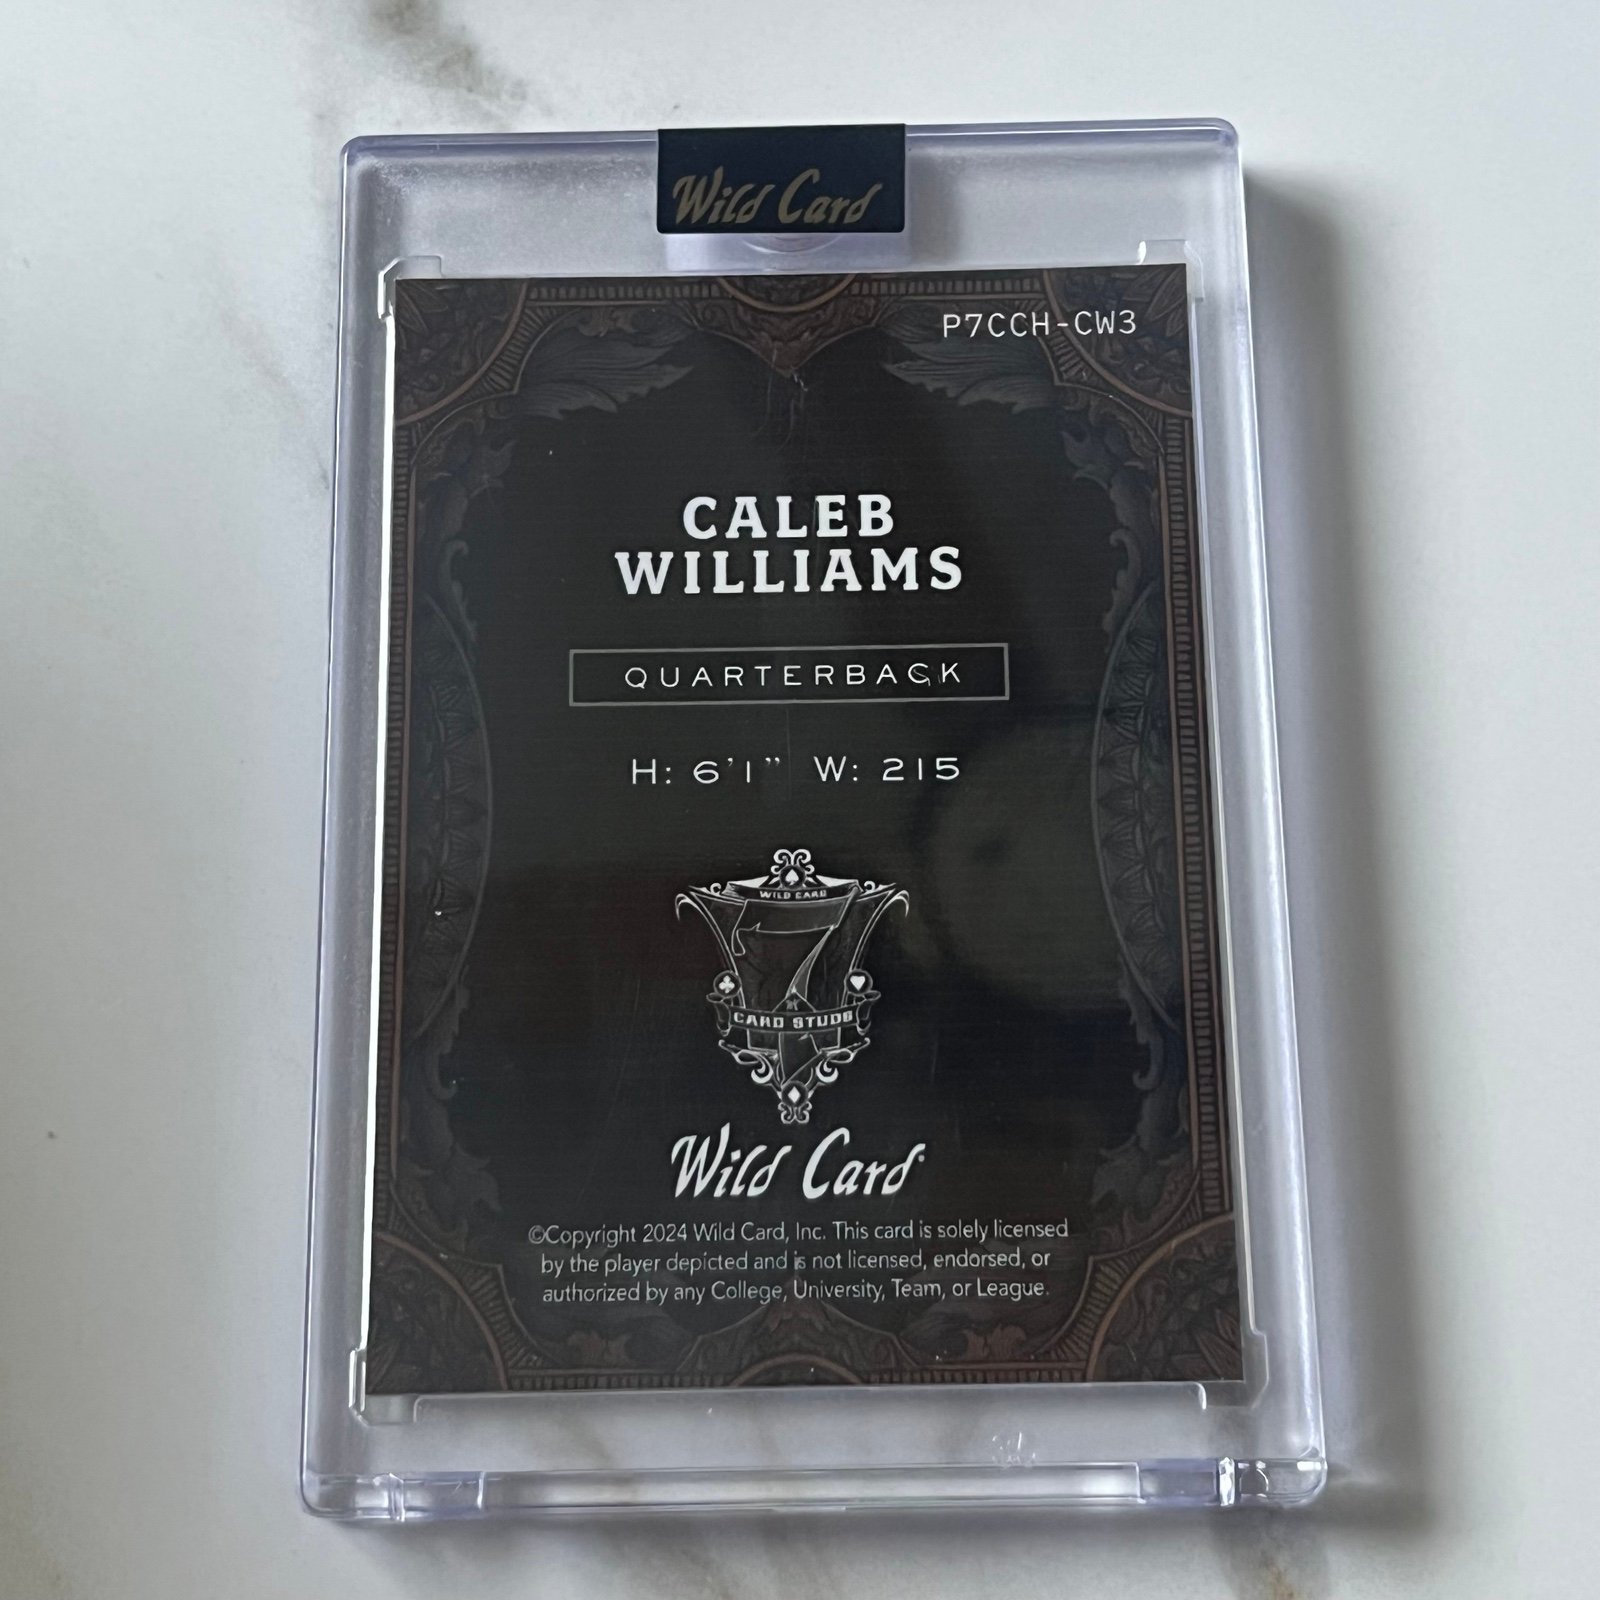 Wild Card
P7CCH-CW3
CALEB
WILLIAMS
QUARTERBACK
H: 6'1" W: 215
WILD CARD
7
CARD STUDS
Wild Card
©Copyright 2024 Wild Card, Inc. This card is solely licensed
by the player depicted and is not licensed, endorsed, or
authorized by any College, University, Team, or League.